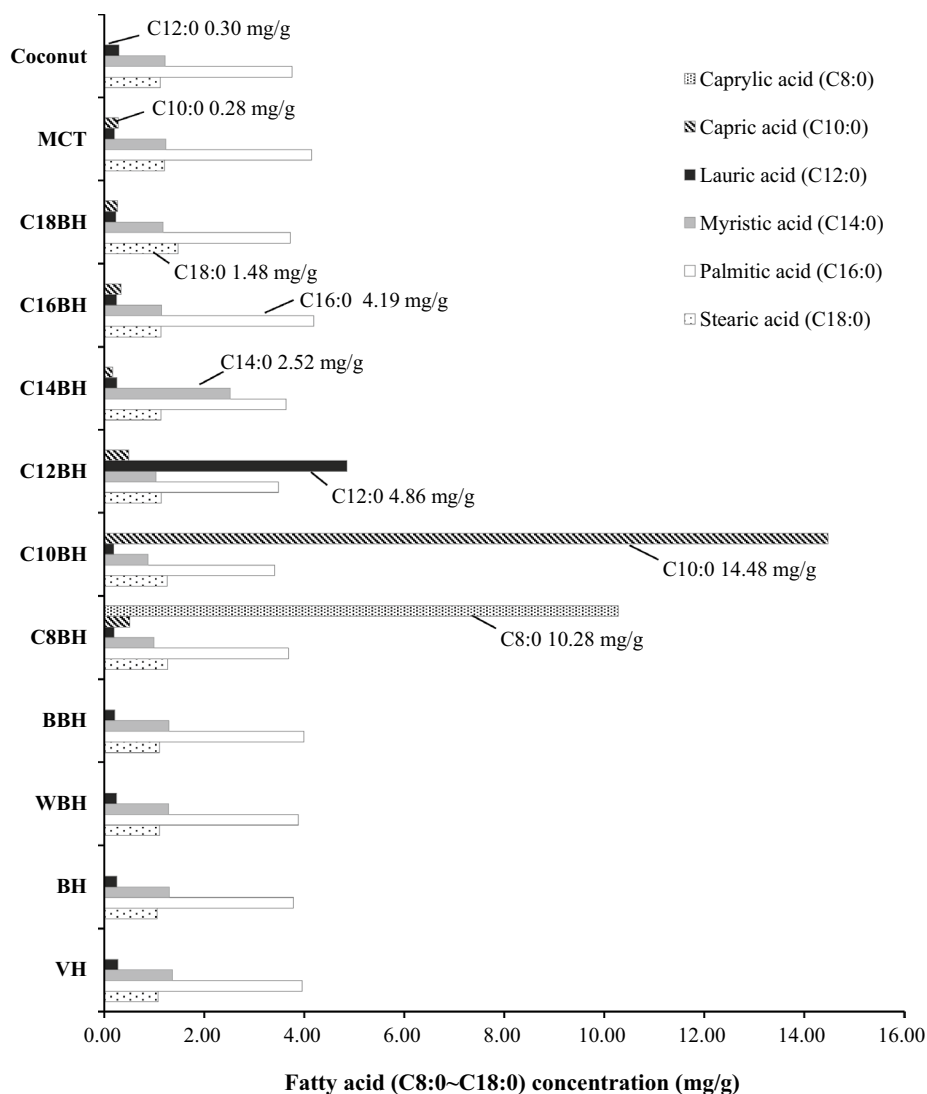 Coconut
C12:0 0.30 mg/g
MCT
C10:0 0.28 mg/g
C18BH
C18:0 1.48 mg/g
C16BH
C16:0 4.19 mg/g
C14BH
C14:0 2.52 mg/g
C12BH
C12:0 4.86 mg/g
C10BH
C10:0 14.48 mg/g
C8BH
C8:0 10.28 mg/g
BBH
WBH
BH
VH
Caprylic acid (C8:0)
Capric acid (C10:0)
Lauric acid (C12:0)
Myristic acid (C14:0)
Palmitic acid (C16:0)
Stearic acid (C18:0)
0.00 2.00 4.00 6.00 8.00 10.00 12.00 14.00 16.00
Fatty acid (C8:0~C18:0) concentration (mg/g)